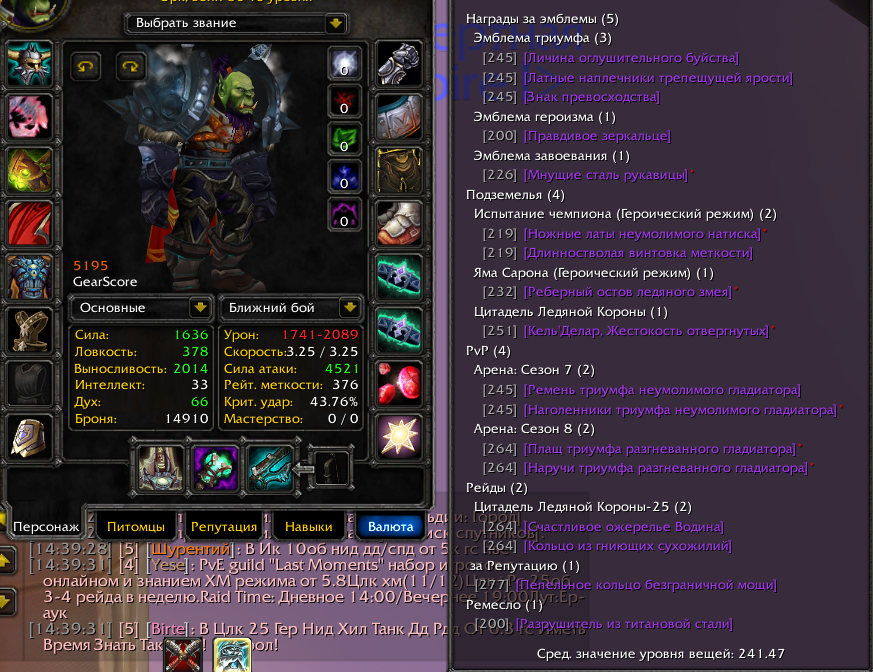 Выбрать звание
0
0
0
0
0
5195
GearScore
Основные
Ближний бой
Сила: 1636
Ловкость: 378
Выносливость: 2014
Интеллект: 33
Дух: 66
Броня: 14910
Урон: 1741-2089
Скорость: 3.25 / 3.25
Сила атаки: 4521
Рейт. меткости: 376
Крит. удар: 43.76%
Мастерство: 0 / 0
Персонаж
Питомцы
Репутация
Навыки
Валюта
[14:39:28] [5] [Шурентий]: В Ик 10об нид дд/спд от 5к гс
[14:39:31] [4] [Yese]: PvE guild "Last Moments" набор
онлайном и знанием ХМ режима от 5.8Цлк хм(11/12)
3-4 рейда в неделю.Raid Time: Дневное 14:00/Вечернее 19:00
аук
[14:39:31] [5] [Birte]: В Цлк 25 Гер Нид Хил Танк Дд Рдд От
Время Знать
Награды за эмблемы (5)
Эмблема триумфа (3)
[245] [Личина оглушительного буйства]
[245] [Латные наплечники трепещущей ярости]
[245] [Знак превосходства]
Эмблема героизма (1)
[200] [Правдивое зеркальце]
Эмблема завоевания (1)
[226] [Мнущие сталь рукавицы]*
Подземелья (4)
Испытание чемпиона (Героический режим) (2)
[219] [Ножные латы неумолимого натиска]*
[219] [Длинноствольная винтовка меткости]
Яма Сарона (Героический режим) (1)
[232] [Реберный остов ледяного змея]*
Цитадель Ледяной Короны (1)
[251] [Кель'Делар, Жестокость отвергнутых]*
PvP (4)
Арена: Сезон 7 (2)
[245] [Ремень триумфа неумолимого гладиатора]
[245] [Наголенники триумфа неумолимого гладиатора]*
Арена: Сезон 8 (2)
[264] [Плащ триумфа разгневанного гладиатора]*
[264] [Наручи триумфа разгневанного гладиатора]*
Рейды (2)
Цитадель Ледяной Короны-25 (2)
[264] [Счастливое ожерелье Водина]
[264] [Кольцо из гниющих сухожилий]
за Репутацию (1)
[277] [Пепельное кольцо безграничной мощи]
Ремесло (1)
[200] [Разрушитель из титановой стали]
Сред. значение уровня вещей: 241.47